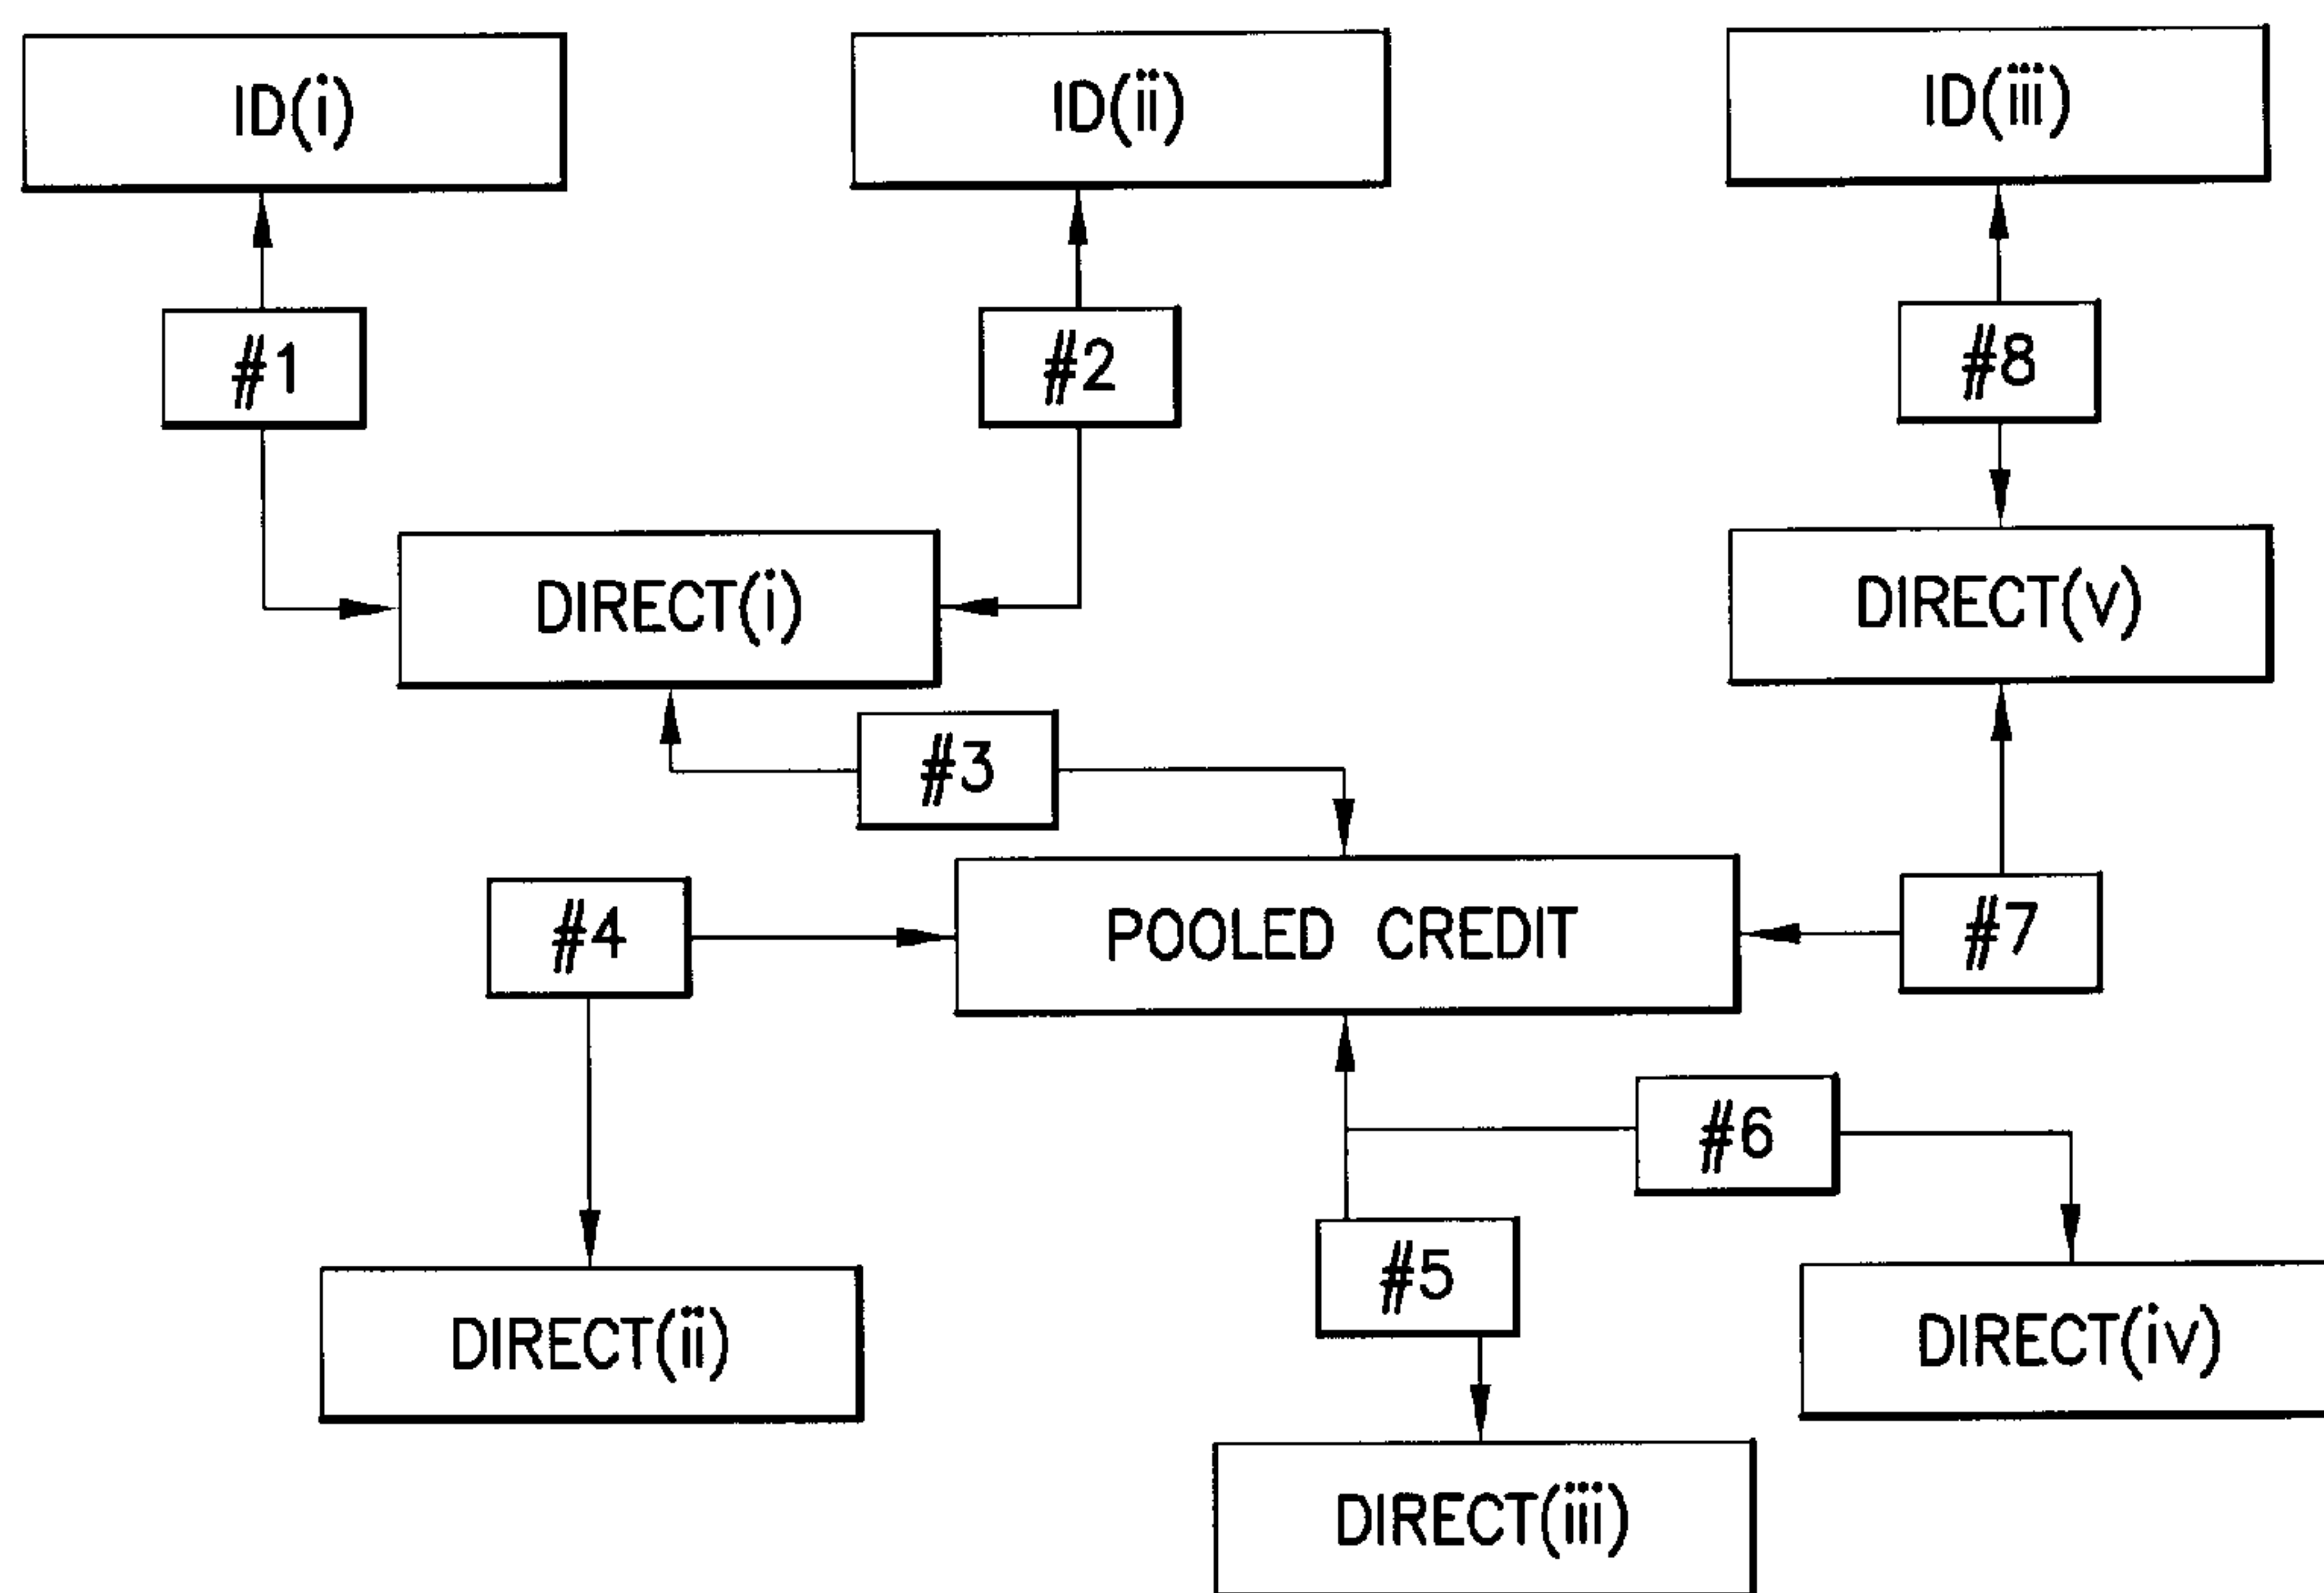 ID(i)
ID(ii)
ID(iii)
#1
#2
#8
DIRECT(i)
DIRECT(v)
#3
#4
POOLED CREDIT
#7
#6
#5
DIRECT(ii)
DIRECT(iv)
DIRECT(iii)